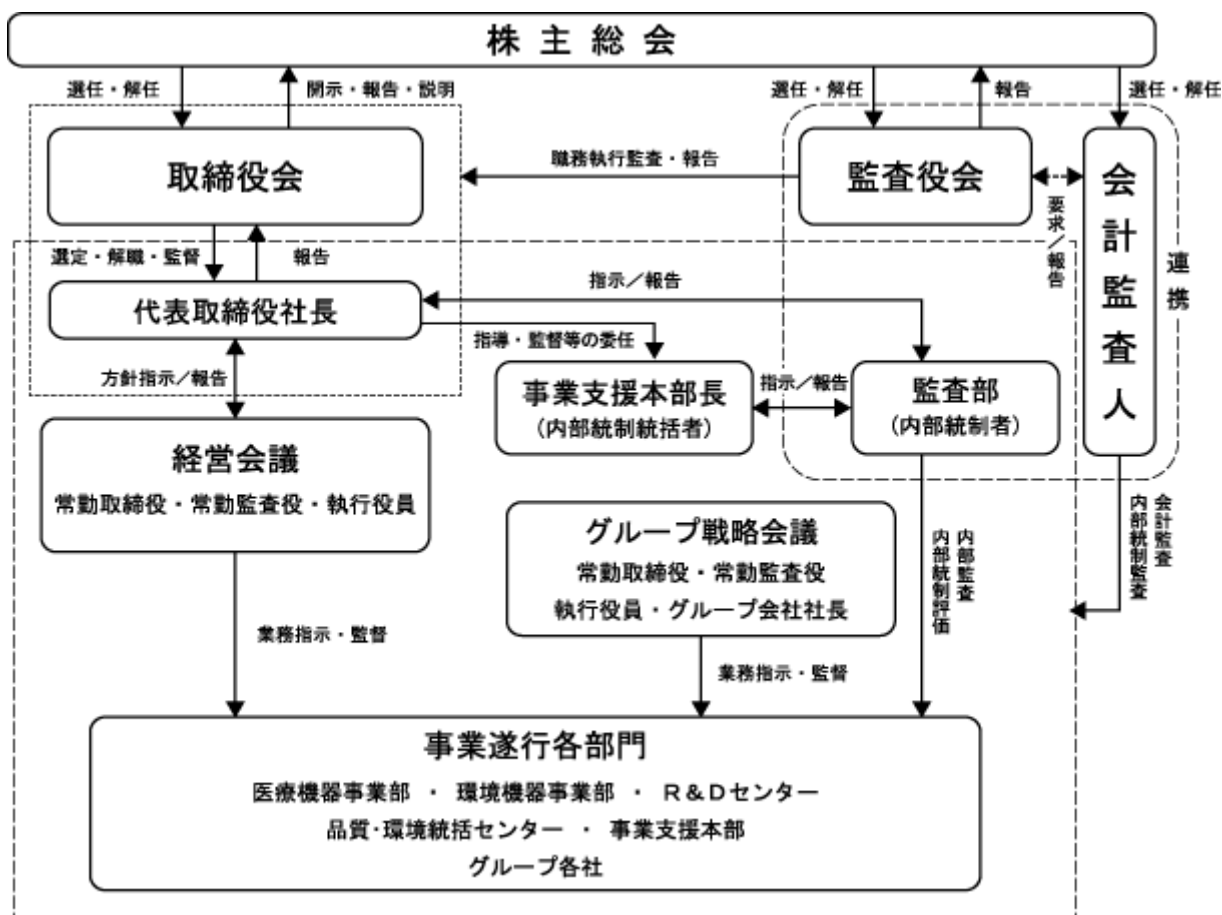 株主総会
選任・解任
開示・報告・説明
選任・解任
報告
選任・解任
取締役会
職務執行監査・報告
監査役会
要求／報告
会計監査人
連携
選定・解職・監督
報告
代表取締役社長
指示／報告
指導・監督等の委任
方針指示／報告
事業支援本部長
(内部統制統括者)
指示／報告
監査部
(内部統制者)
経営会議
常勤取締役・常勤監査役・執行役員
グループ戦略会議
常勤取締役・常勤監査役
執行役員・グループ会社社長
内部監査
内部統制評価
会計監査
内部統制監査
業務指示・監督
業務指示・監督
事業遂行各部門
医療機器事業部 ・ 環境機器事業部 ・ R＆Dセンター
品質・環境統括センター ・ 事業支援本部
グループ各社